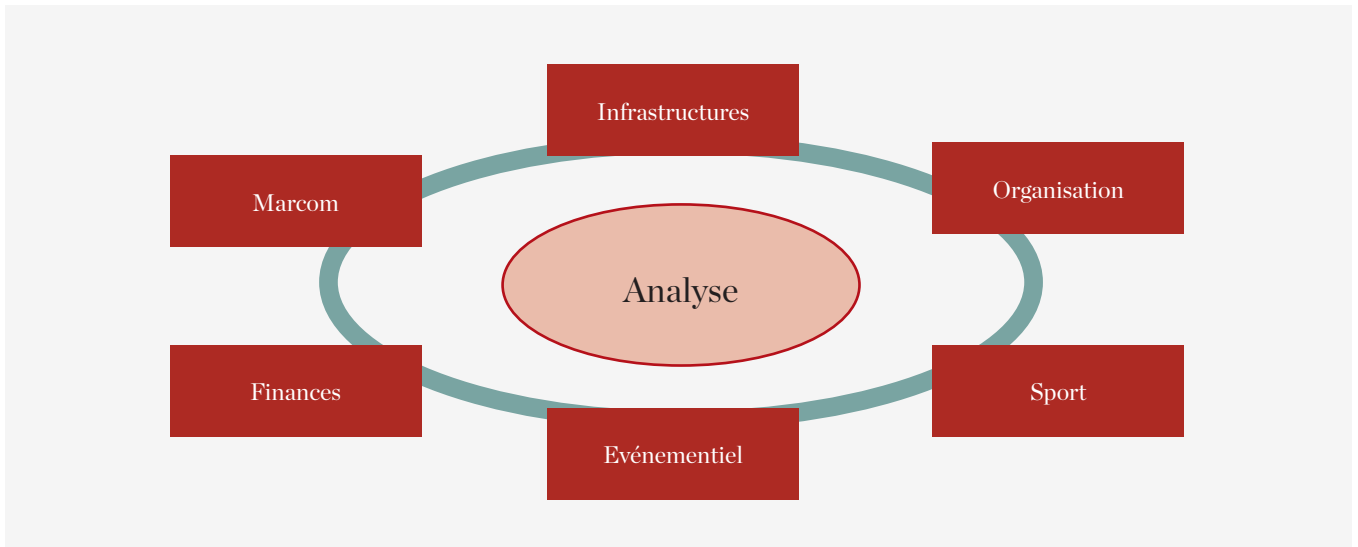 Infrastructures
Organisation
Marcom
Analyse
Finances
Sport
Evénementiel